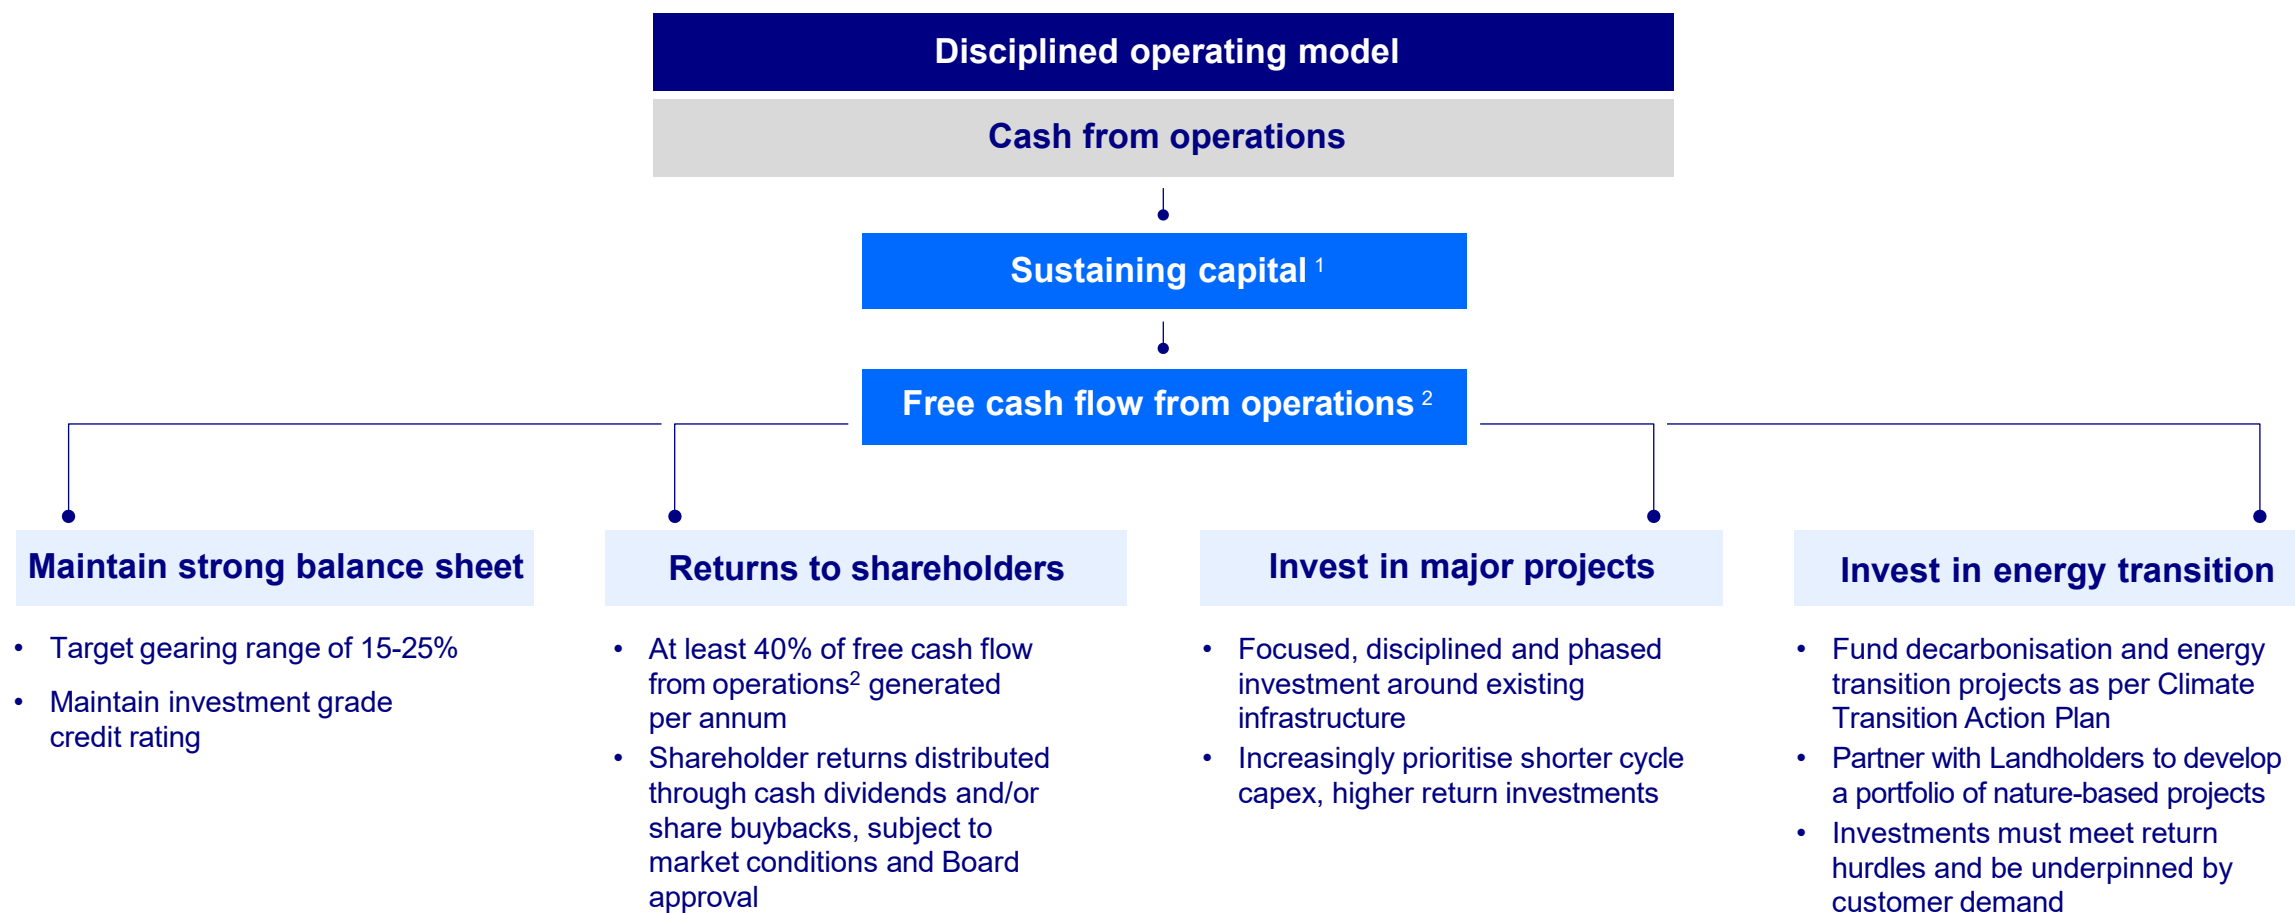 Disciplined operating model
Cash from operations
Sustaining capital 1
Free cash flow from operations 2
Maintain strong balance sheet
• Target gearing range of 15-25%
• Maintain investment grade
credit rating
Returns to shareholders
• At least 40% of free cash flow
from operations2 generated
per annum
• Shareholder returns distributed
through cash dividends and/or
share buybacks, subject to
market conditions and Board
approval
Invest in major projects
• Focused, disciplined and phased
investment around existing
infrastructure
• Increasingly prioritise shorter cycle
capex, higher return investments
Invest in energy transition
• Fund decarbonisation and energy
transition projects as per Climate
Transition Action Plan
• Partner with Landholders to develop
a portfolio of nature-based projects
• Investments must meet return
hurdles and be underpinned by
customer demand